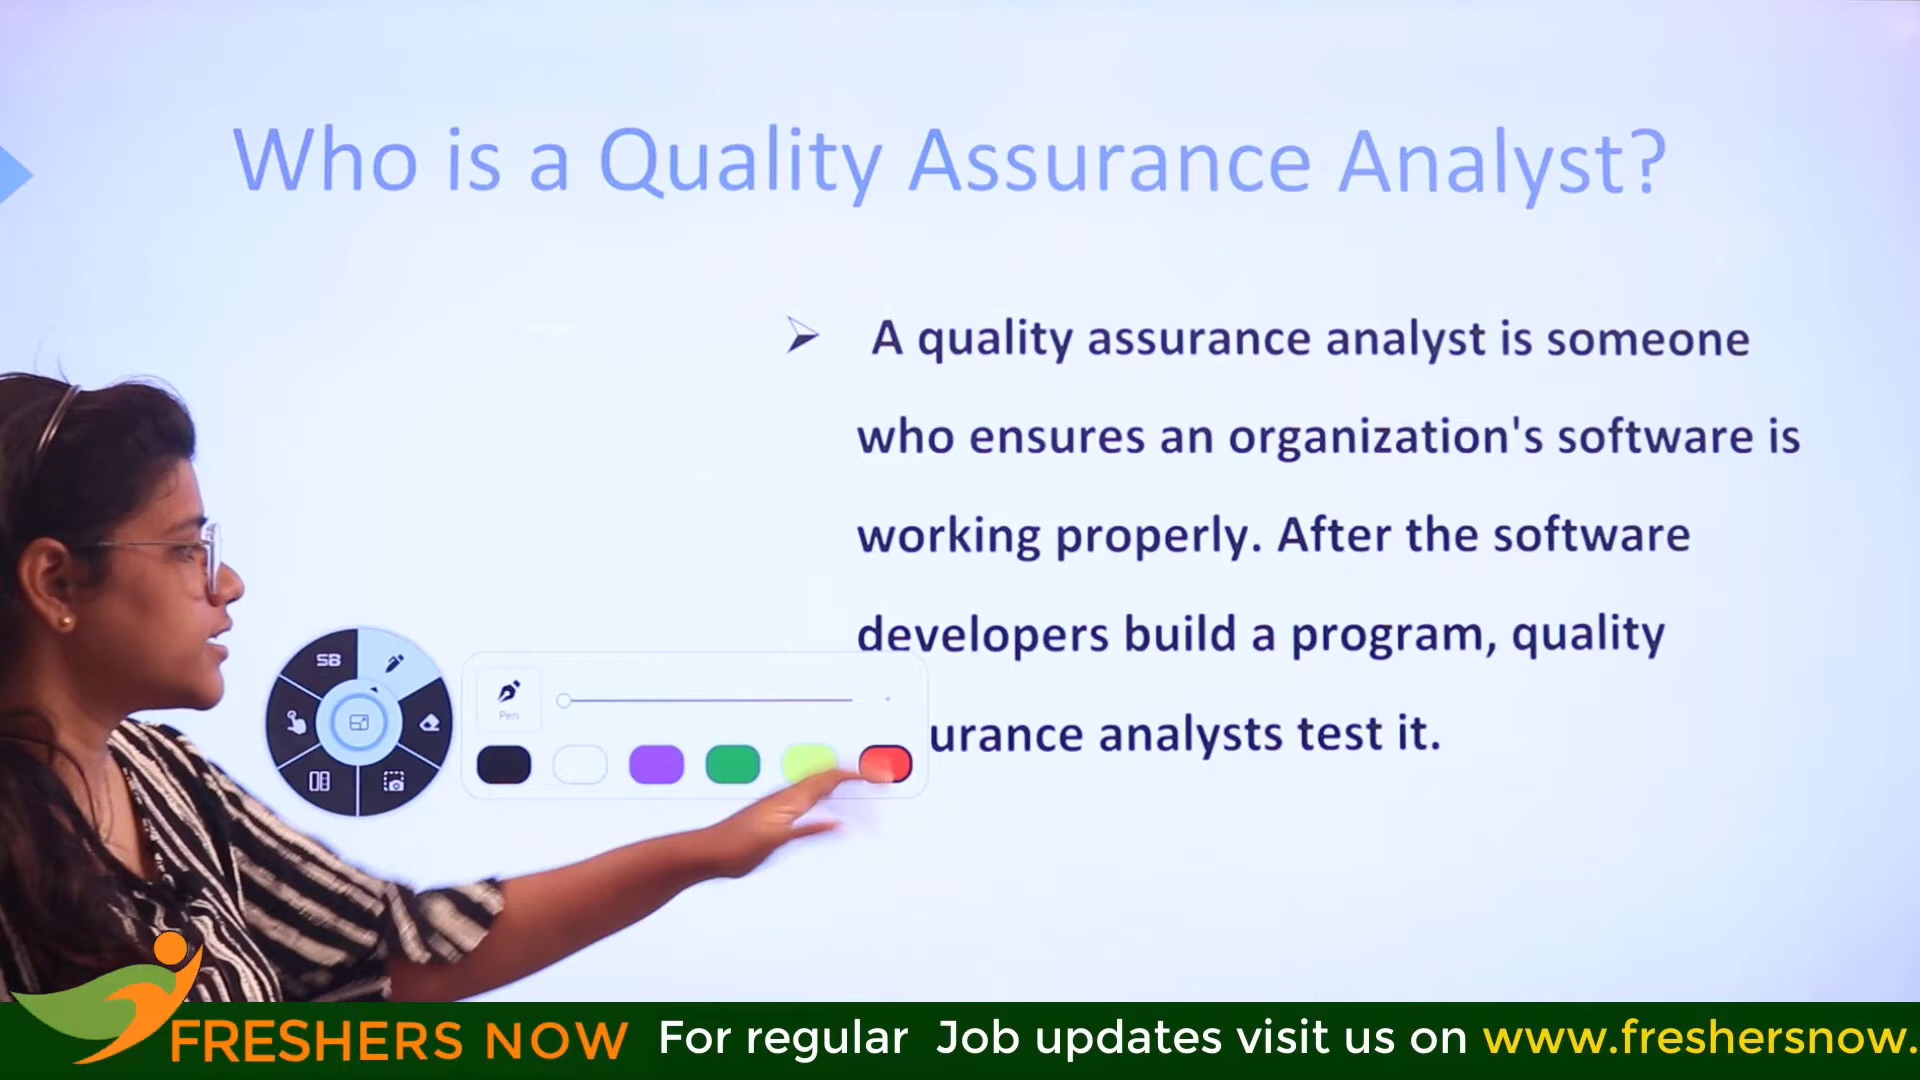 Who is a Quality Assurance Analyst?
A quality assurance analyst is someone
who ensures an organization's software is
working properly. After the software
developers build a program, quality
urance analysts test it.
SB
Pen
FRESHERS NOW For regular Job updates visit us on www.freshersnow.